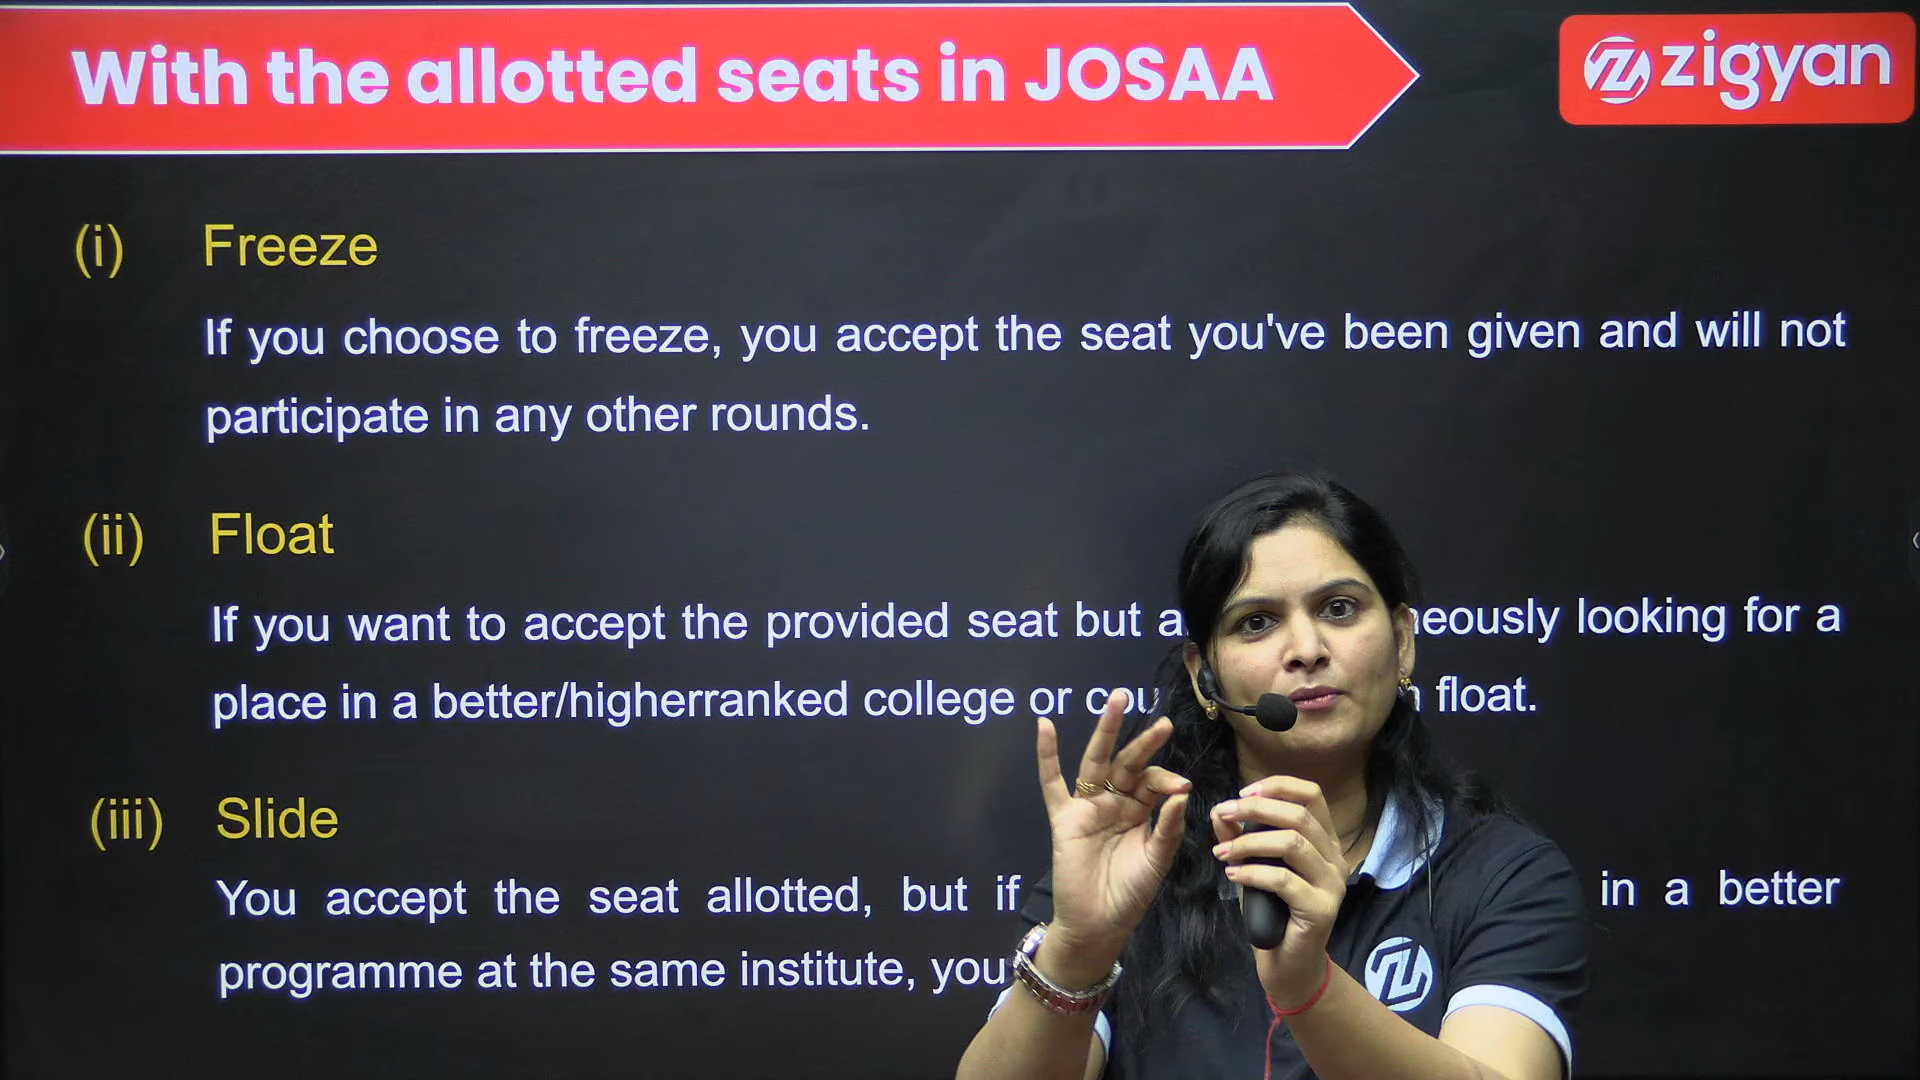 With the allotted seats in JOSAA
zigyan
(i) Freeze
If you choose to freeze, you accept the seat you've been given and will not
participate in any other rounds.
(ii) Float
If you want to accept the provided seat but looking for a
place in a better/higherranked college or float.
(iii) Slide
You accept the seat allotted, but if in a better
programme at the same institute, you